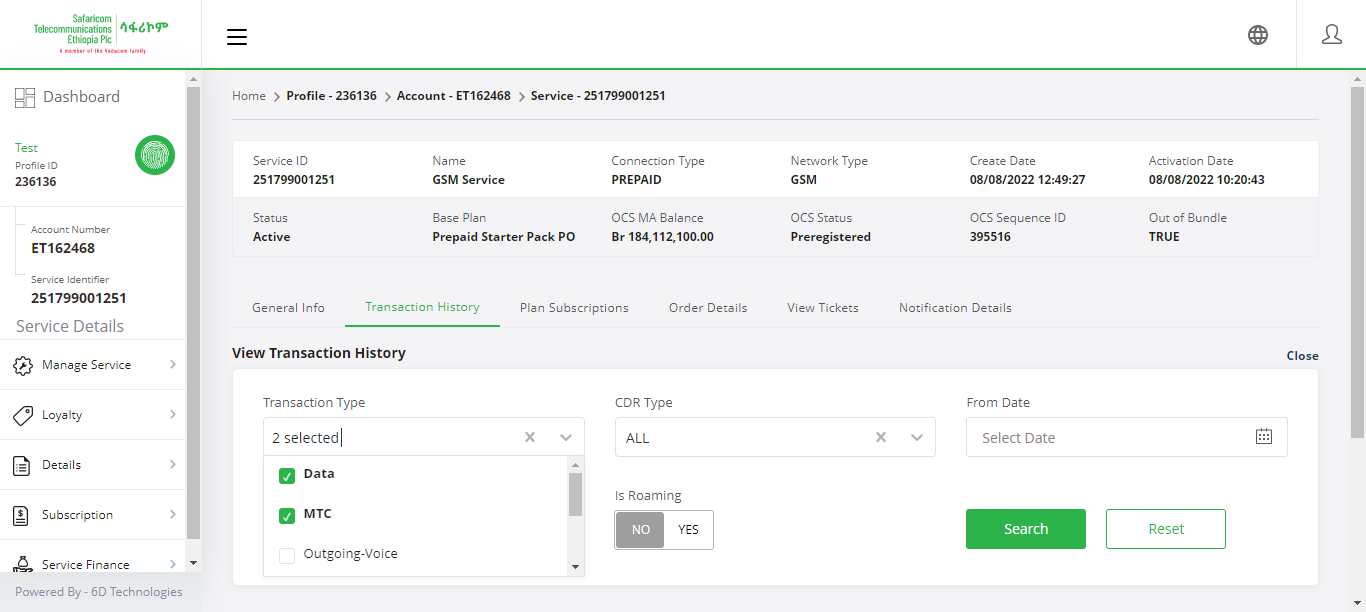 Safaricom
Telecommunications
Ethiopia Plc
ሳፋሪኮም
A member of the Vodacom family
Dashboard
Test
Profile ID
236136
Account Number
ET162468
Service Identifier
251799001251
Service Details
Manage Service
Loyalty
Details
Subscription
Service Finance
Powered By - 6D Technologies
Home > Profile - 236136 > Account - ET162468 > Service - 251799001251
Service ID Name Connection Type Network Type Create Date Activation Date
251799001251 GSM Service PREPAID GSM 08/08/2022 12:49:27 08/08/2022 10:20:43
Status Base Plan OCS MA Balance OCS Status OCS Sequence ID Out of Bundle
Active Prepaid Starter Pack PO Br 184,112,100.00 Preregistered 395516 TRUE
General Info Transaction History Plan Subscriptions Order Details View Tickets Notification Details
View Transaction History Close
Transaction Type CDR Type From Date
2 selected ALL Select Date
Data
MTC
Outgoing-Voice
Is Roaming
NO YES Search Reset